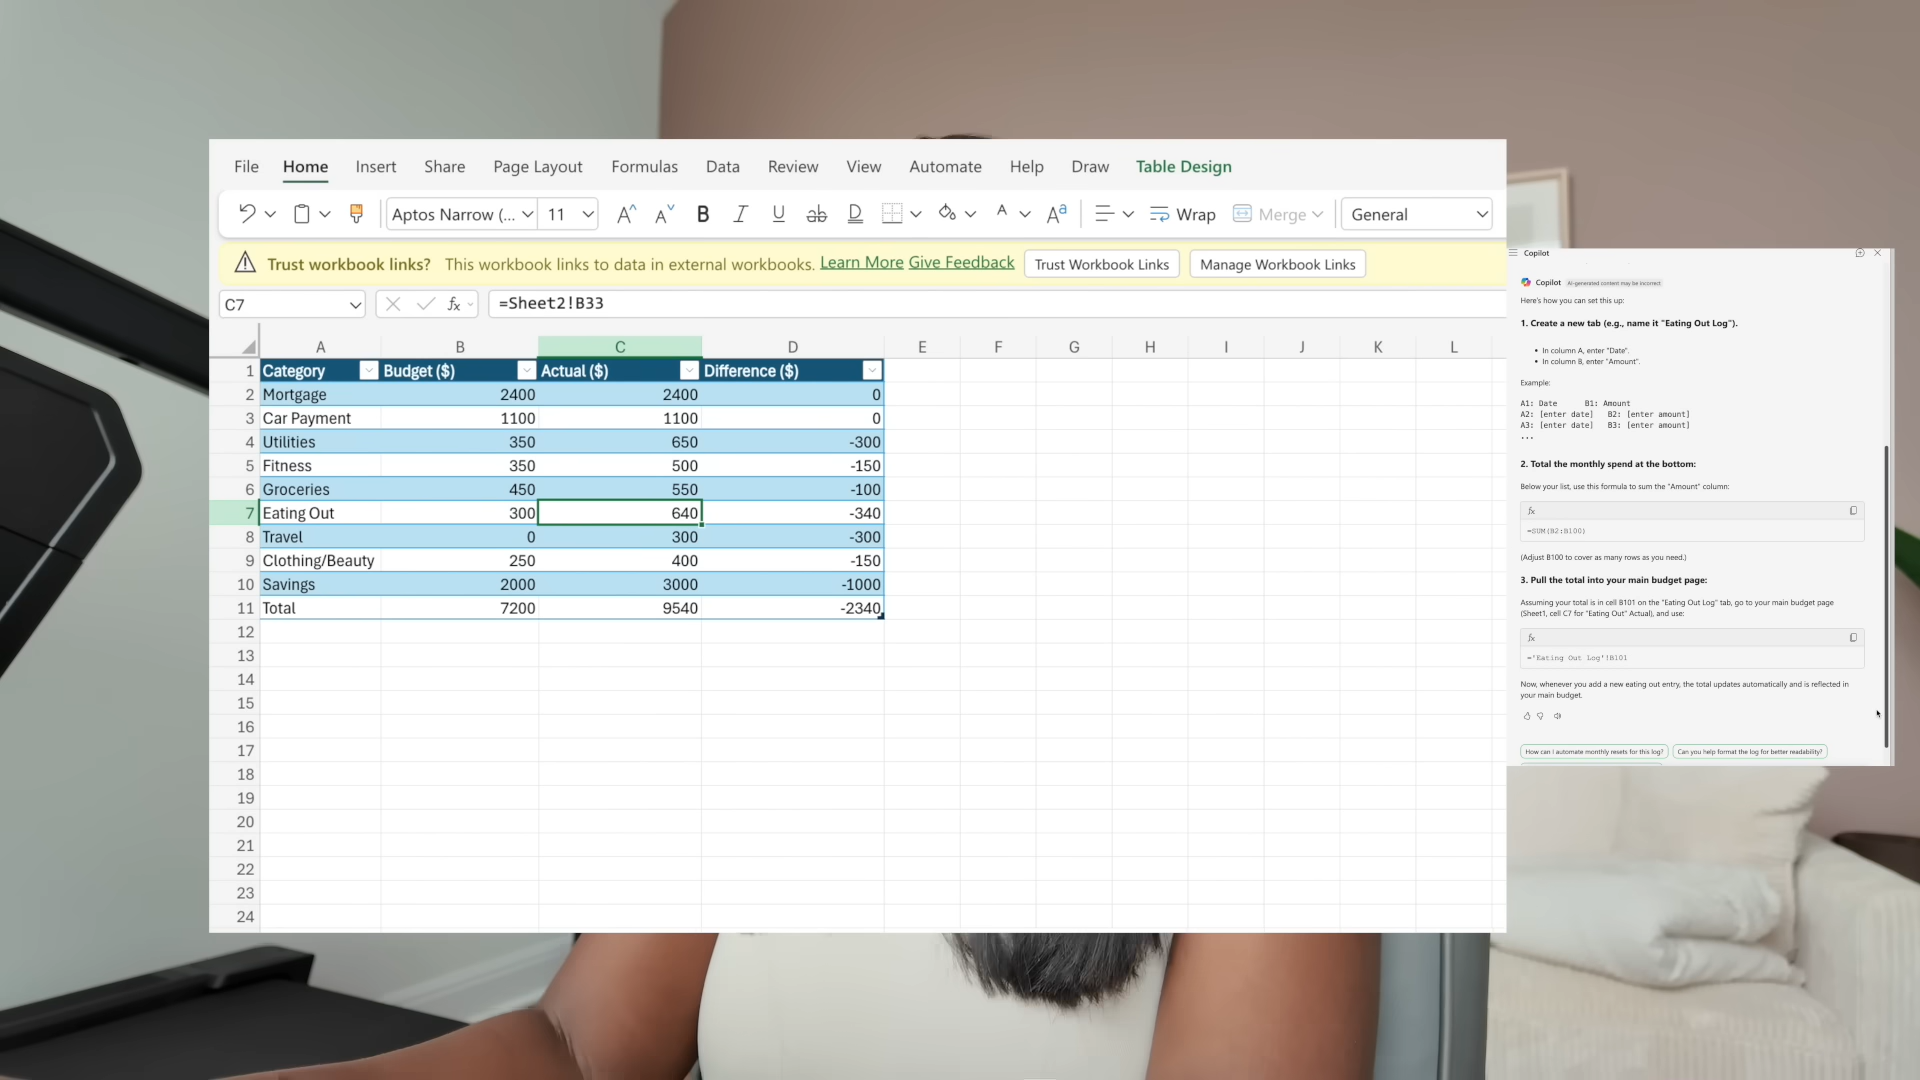 File Home Insert Share Page Layout Formulas Data Review View Automate Help Draw Table Design
Aptos Narrow (... 11 B I U ab D A Wrap Merge General
Trust workbook links? This workbook links to data in external workbooks. Learn More Give Feedback Trust Workbook Links Manage Workbook Links
C7 fx =Sheet2!B33
A B C D E F G H I J K L
1 Category Budget ($) Actual ($) Difference ($)
2 Mortgage 2400 2400 0
3 Car Payment 1100 1100 0
4 Utilities 350 650 -300
5 Fitness 350 500 -150
6 Groceries 450 550 -100
7 Eating Out 300 640 -340
8 Travel 0 300 -300
9 Clothing/Beauty 250 400 -150
10 Savings 2000 3000 -1000
11 Total 7200 9540 -2340
12
13
14
15
16
17
18
19
20
21
22
23
24
Copilot
Copilot AI-generated content may be incorrect
Here's how you can set this up:
1. Create a new tab (e.g., name it "Eating Out Log").
• In column A, enter "Date".
• In column B, enter "Amount".
Example:
A1: Date B1: Amount
A2: [enter date] B2: [enter amount]
A3: [enter date] B3: [enter amount]
...
2. Total the monthly spend at the bottom:
Below your list, use this formula to sum the "Amount" column:
fx
=SUM(B2:B100)
(Adjust B100 to cover as many rows as you need.)
3. Pull the total into your main budget page:
Assuming your total is in cell B101 on the "Eating Out Log" tab, go to your main budget page
(Sheet1, cell C7 for "Eating Out" Actual), and use:
fx
='Eating Out Log'!B101
Now, whenever you add a new eating out entry, the total updates automatically and is reflected in
your main budget.
How can I automate monthly resets for this log? Can you help format the log for better readability?